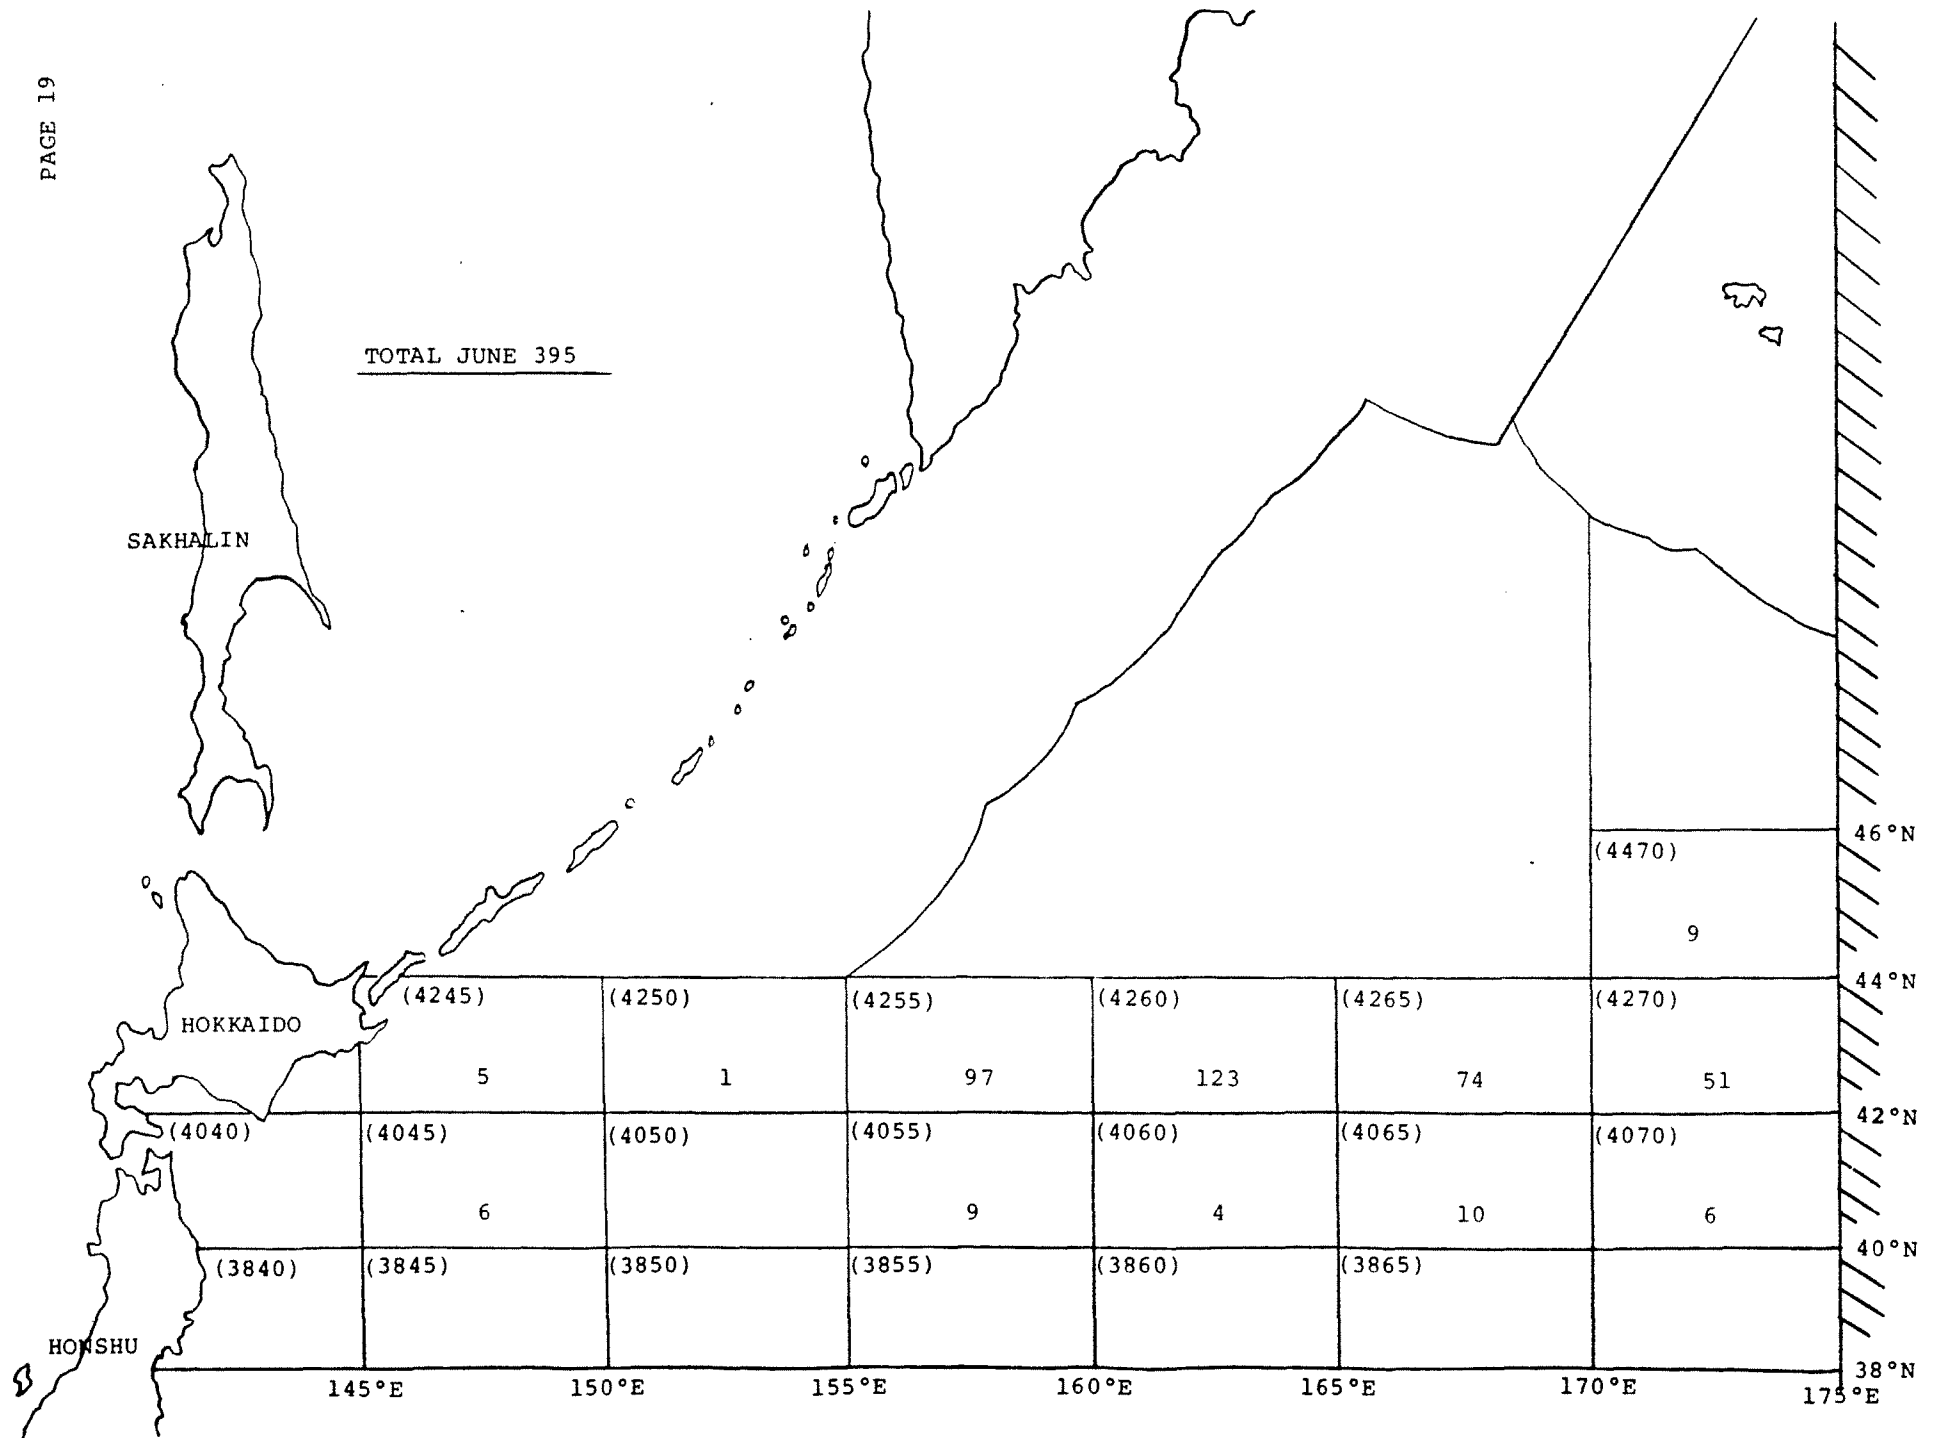 PAGE 19
TOTAL JUNE 395
SAKHALIN
46°N
(4470)
9
44°N
(4245) (4250) (4255) (4260) (4265) (4270)
HOKKAIDO
5 1 97 123 74 51
42°N
(4040) (4045) (4050) (4055) (4060) (4065) (4070)
6 9 4 10 6
40°N
(3840) (3845) (3850) (3855) (3860) (3865)
HONSHU
38°N
145°E 150°E 155°E 160°E 165°E 170°E 175°E